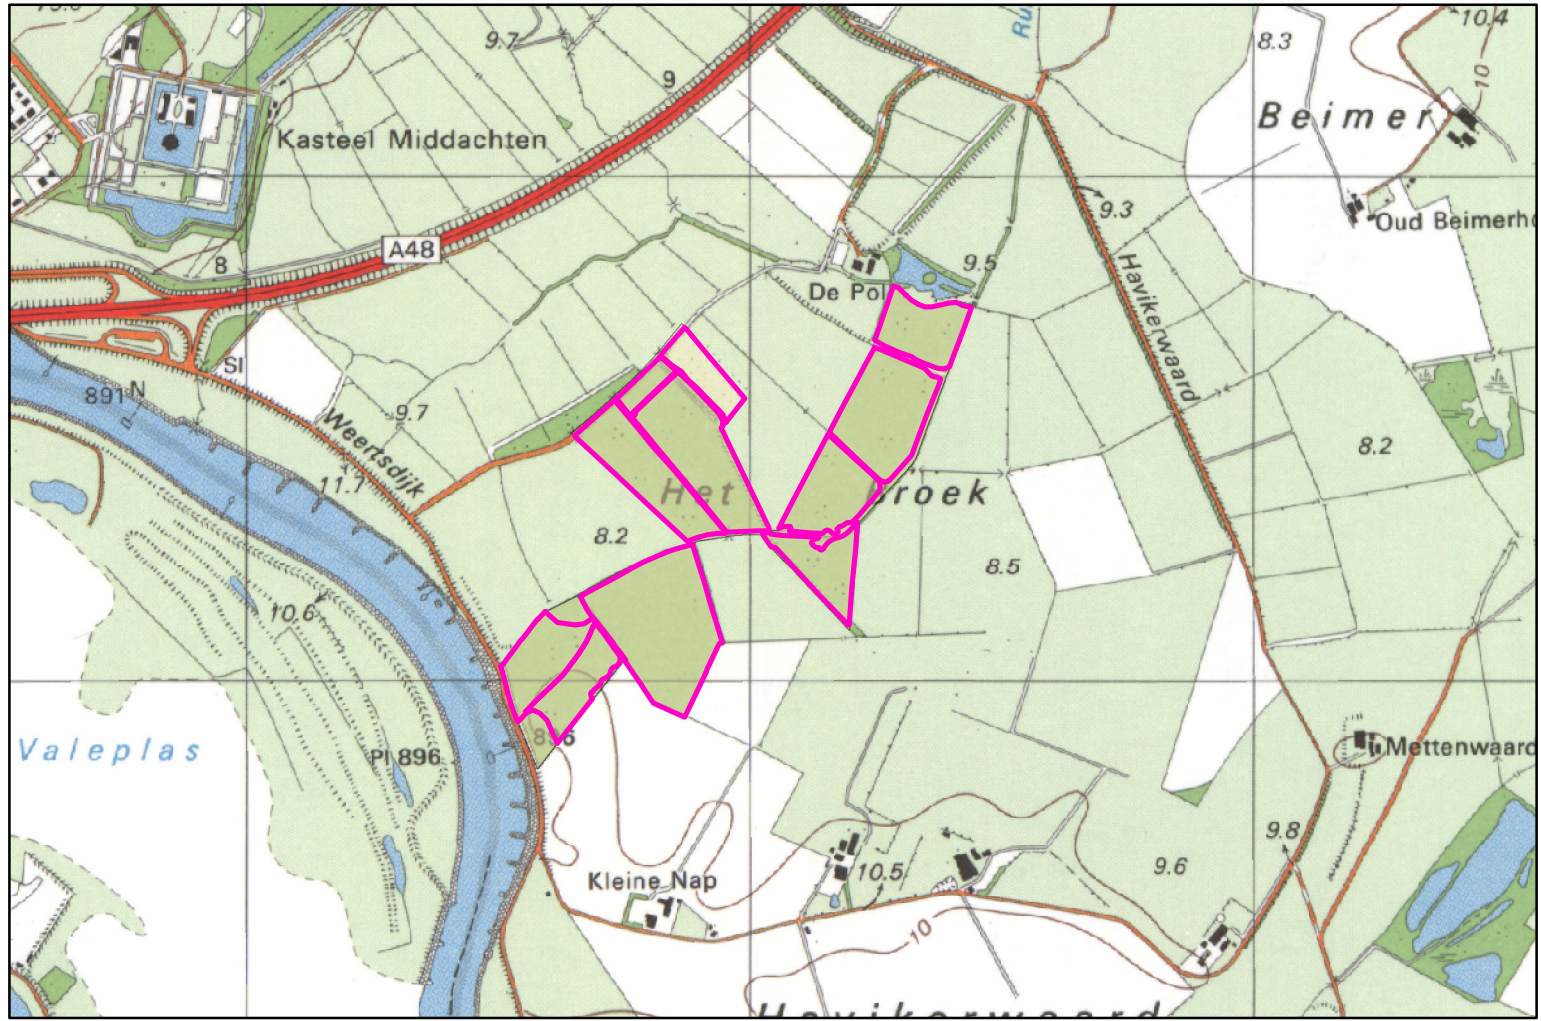 10.4
9.7
8.3
9
10
Beimer
Kasteel Middachten
9.3
Oud Beimerh
A48
8
9.5
De Pol
Havikerwaard
SI
891
N
9.7
Weertsdijk
8.2
11.7
Het
Broek
8.2
8.5
10.6
896
Valeplas
Pl 896
Mettenwaard
9.8
10.5
9.6
Kleine Nap
10
Havikerwaard